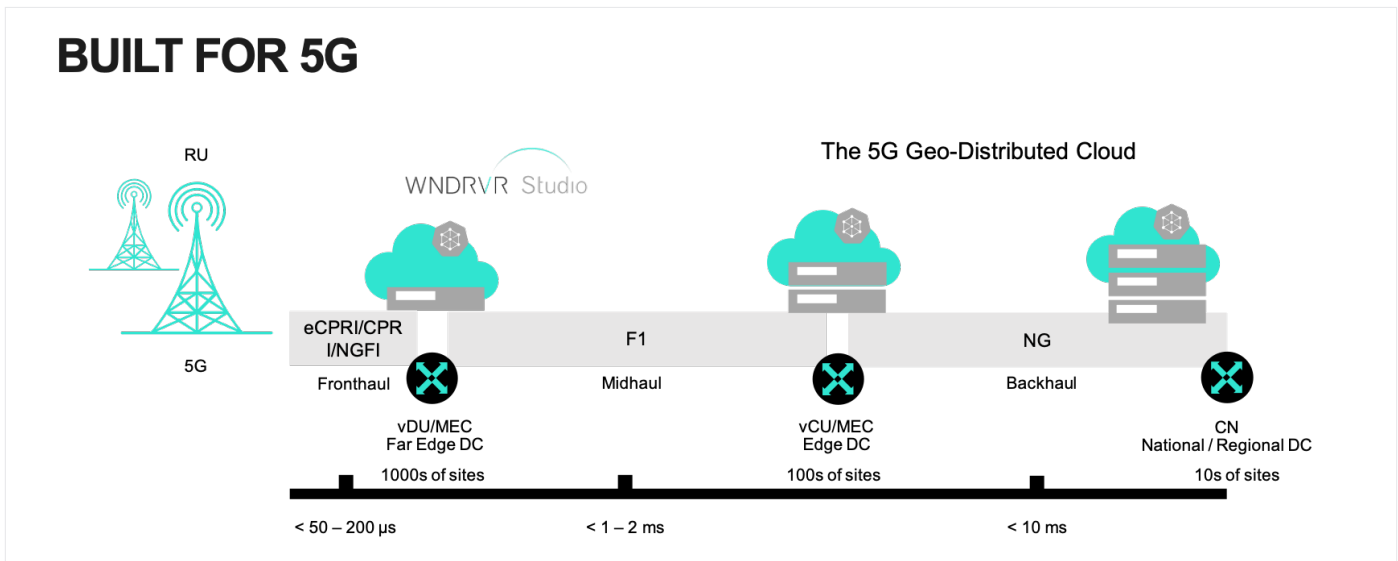 BUILT FOR 5G
RU
WNDRVR Studio
The 5G Geo-Distributed Cloud
5G
eCPRI/CPR
I/NGFI
F1
NG
Fronthaul
Midhaul
Backhaul
vDU/MEC
Far Edge DC
1000s of sites
vCU/MEC
Edge DC
100s of sites
CN
National / Regional DC
10s of sites
< 50 – 200 µs
< 1 – 2 ms
< 10 ms